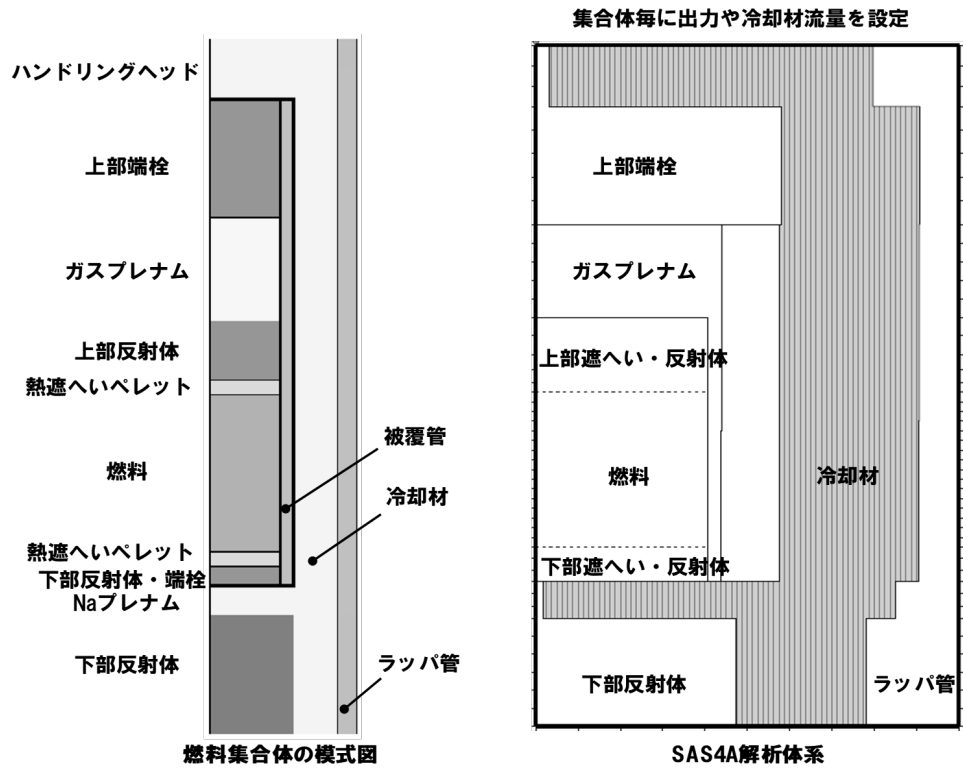 集合体毎に出力や冷却材流量を設定
ハンドリングヘッド
上部端栓
ガスプレナム
上部反射体
熱遮へいペレット
燃料
熱遮へいペレット
下部反射体・端栓
Naプレナム
下部反射体
被覆管
冷却材
ラッパ管
燃料集合体の模式図
上部端栓
ガスプレナム
上部遮へい・反射体
燃料
冷却材
下部遮へい・反射体
下部反射体
ラッパ管
SAS4A解析体系